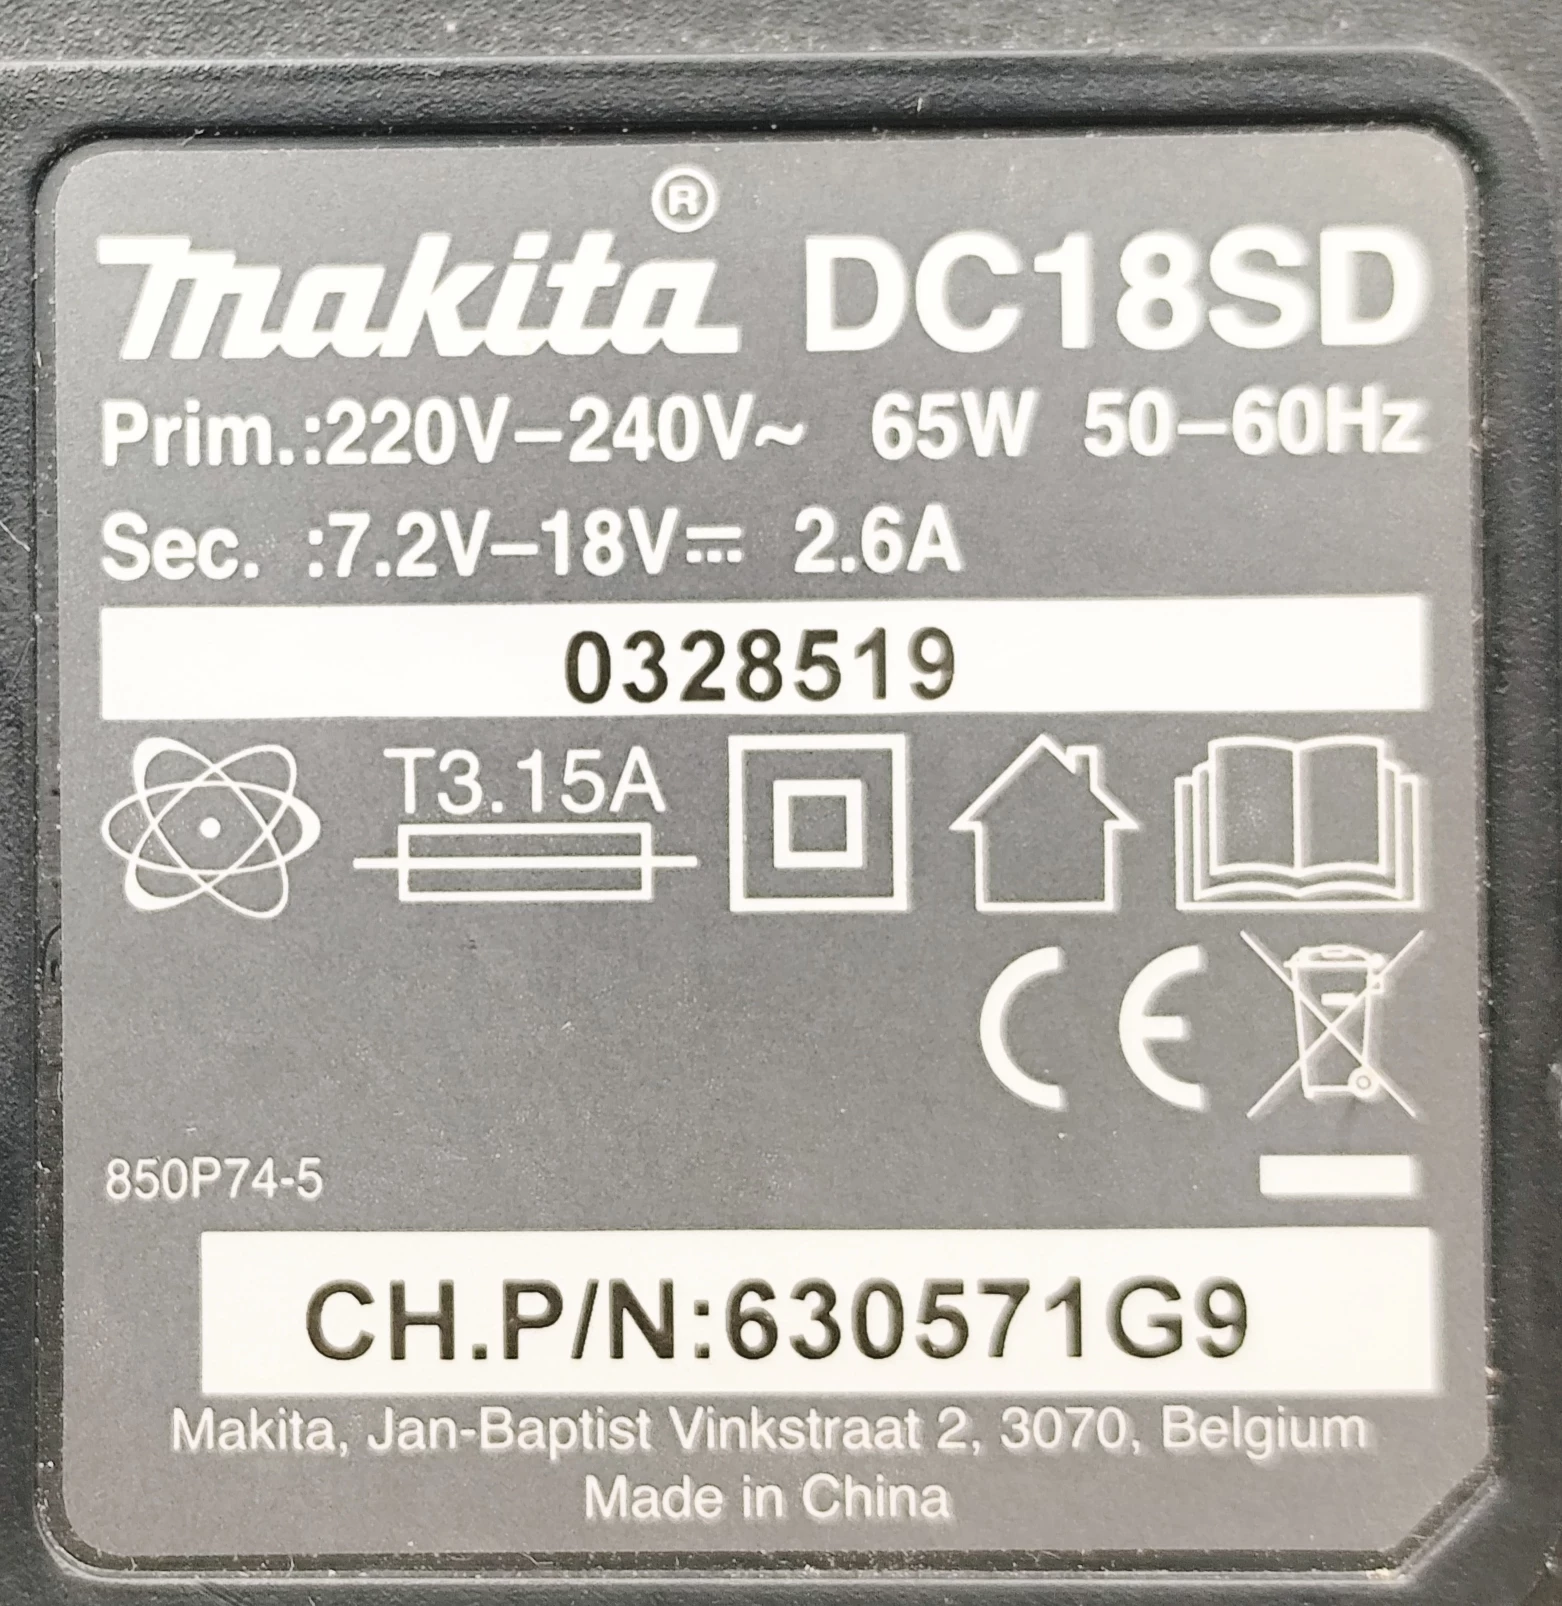 makita® DC18SD
Prim.:220V–240V~ 65W 50–60Hz
Sec. :7.2V–18V⎓ 2.6A
0328519
T3.15A
CE
850P74-5
CH.P/N:630571G9
Makita, Jan-Baptist Vinkstraat 2, 3070, Belgium
Made in China